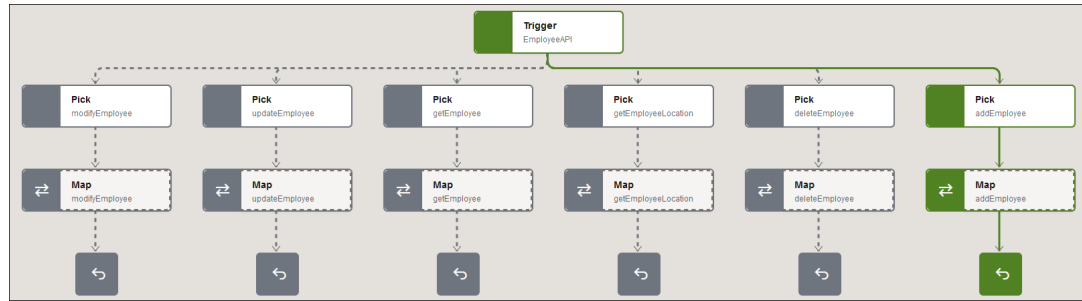 Trigger
EmployeeAPI
Pick
modifyEmployee
Pick
updateEmployee
Pick
getEmployee
Pick
getEmployeeLocation
Pick
deleteEmployee
Pick
addEmployee
Map
modifyEmployee
Map
updateEmployee
Map
getEmployee
Map
getEmployeeLocation
Map
deleteEmployee
Map
addEmployee